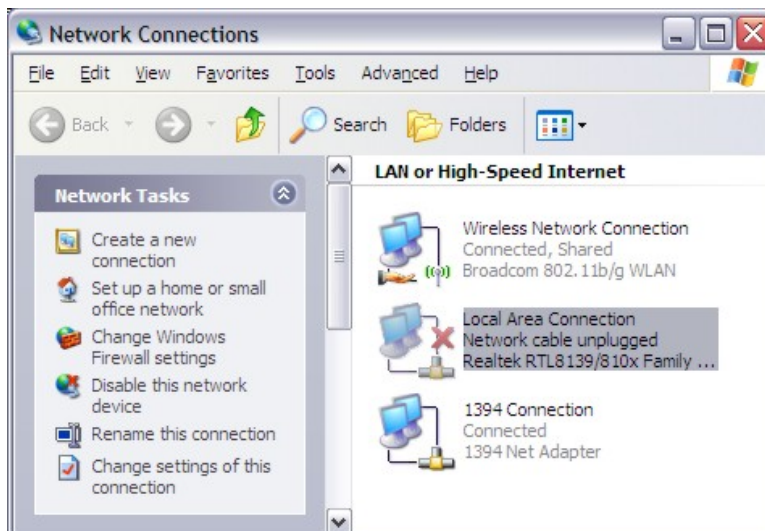 Network Connections
File Edit View Favorites Tools Advanced Help
Back Search Folders
Network Tasks
Create a new
connection
Set up a home or small
office network
Change Windows
Firewall settings
Disable this network
device
Rename this connection
Change settings of this
connection
LAN or High-Speed Internet
Wireless Network Connection
Connected, Shared
Broadcom 802.11b/g WLAN
Local Area Connection
Network cable unplugged
Realtek RTL8139/810x Family ...
1394 Connection
Connected
1394 Net Adapter